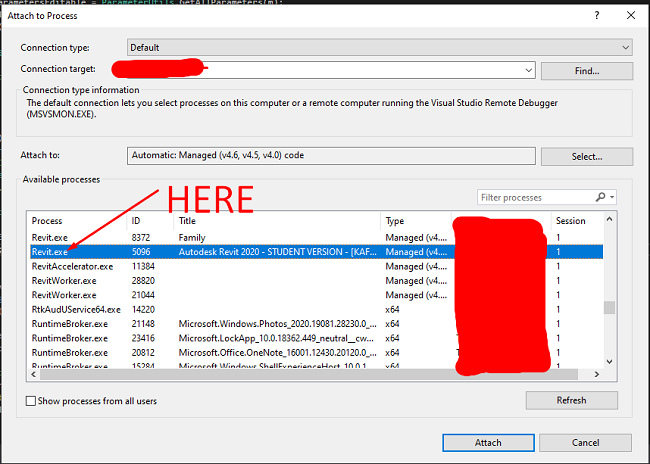 ParametersEditable = ParameterUtils.GetAllParameters(m);
Attach to Process
Connection type: Default
Connection target:
Find...
Connection type information
The default connection lets you select processes on this computer or a remote computer running the Visual Studio Remote Debugger
(MSVSMON.EXE).
Attach to: Automatic: Managed (v4.6, v4.5, v4.0) code Select...
Available processes
HERE
Filter processes
Process ID Title Type Session
Revit.exe 8372 Family Managed (v4.... 1
Revit.exe 5096 Autodesk Revit 2020 - STUDENT VERSION - [KAF... Managed (v4.... 1
RevitAccelerator.exe 11384 Managed (v4.... 1
RevitWorker.exe 28820 Managed (v4.... 1
RevitWorker.exe 21044 Managed (v4.... 1
RtkAudUService64.exe 14220 x64 1
RuntimeBroker.exe 21148 Microsoft.Windows.Photos_2020.19081.28230.0_... x64 1
RuntimeBroker.exe 23416 Microsoft.LockApp_10.0.18362.449_neutral__cw... x64 1
RuntimeBroker.exe 20812 Microsoft.Office.OneNote_16001.12430.20120.0_... x64 1
RuntimeBroker.exe 15284 Microsoft.Windows.ShellExperienceHost_10.0.1... x64 1
Show processes from all users
Refresh
Attach Cancel